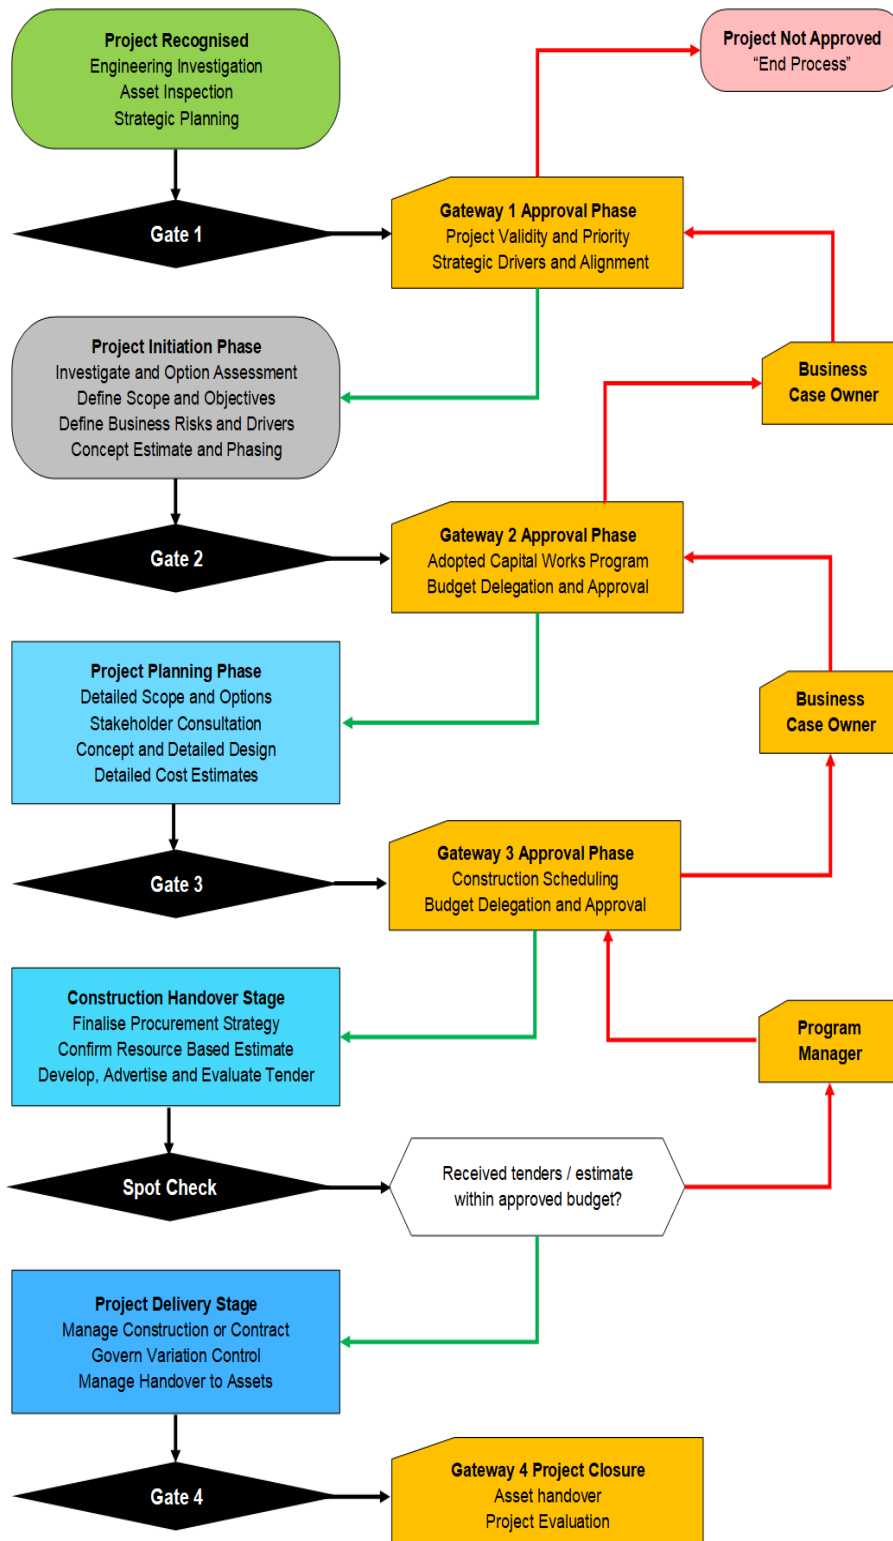 Project Recognised
Engineering Investigation
Asset Inspection
Strategic Planning
Project Not Approved
“End Process”
Gate 1
Gateway 1 Approval Phase
Project Validity and Priority
Strategic Drivers and Alignment
Project Initiation Phase
Investigate and Option Assessment
Define Scope and Objectives
Define Business Risks and Drivers
Concept Estimate and Phasing
Business
Case Owner
Gate 2
Gateway 2 Approval Phase
Adopted Capital Works Program
Budget Delegation and Approval
Project Planning Phase
Detailed Scope and Options
Stakeholder Consultation
Concept and Detailed Design
Detailed Cost Estimates
Business
Case Owner
Gate 3
Gateway 3 Approval Phase
Construction Scheduling
Budget Delegation and Approval
Construction Handover Stage
Finalise Procurement Strategy
Confirm Resource Based Estimate
Develop, Advertise and Evaluate Tender
Program
Manager
Spot Check
Received tenders / estimate
within approved budget?
Project Delivery Stage
Manage Construction or Contract
Govern Variation Control
Manage Handover to Assets
Gate 4
Gateway 4 Project Closure
Asset handover
Project Evaluation